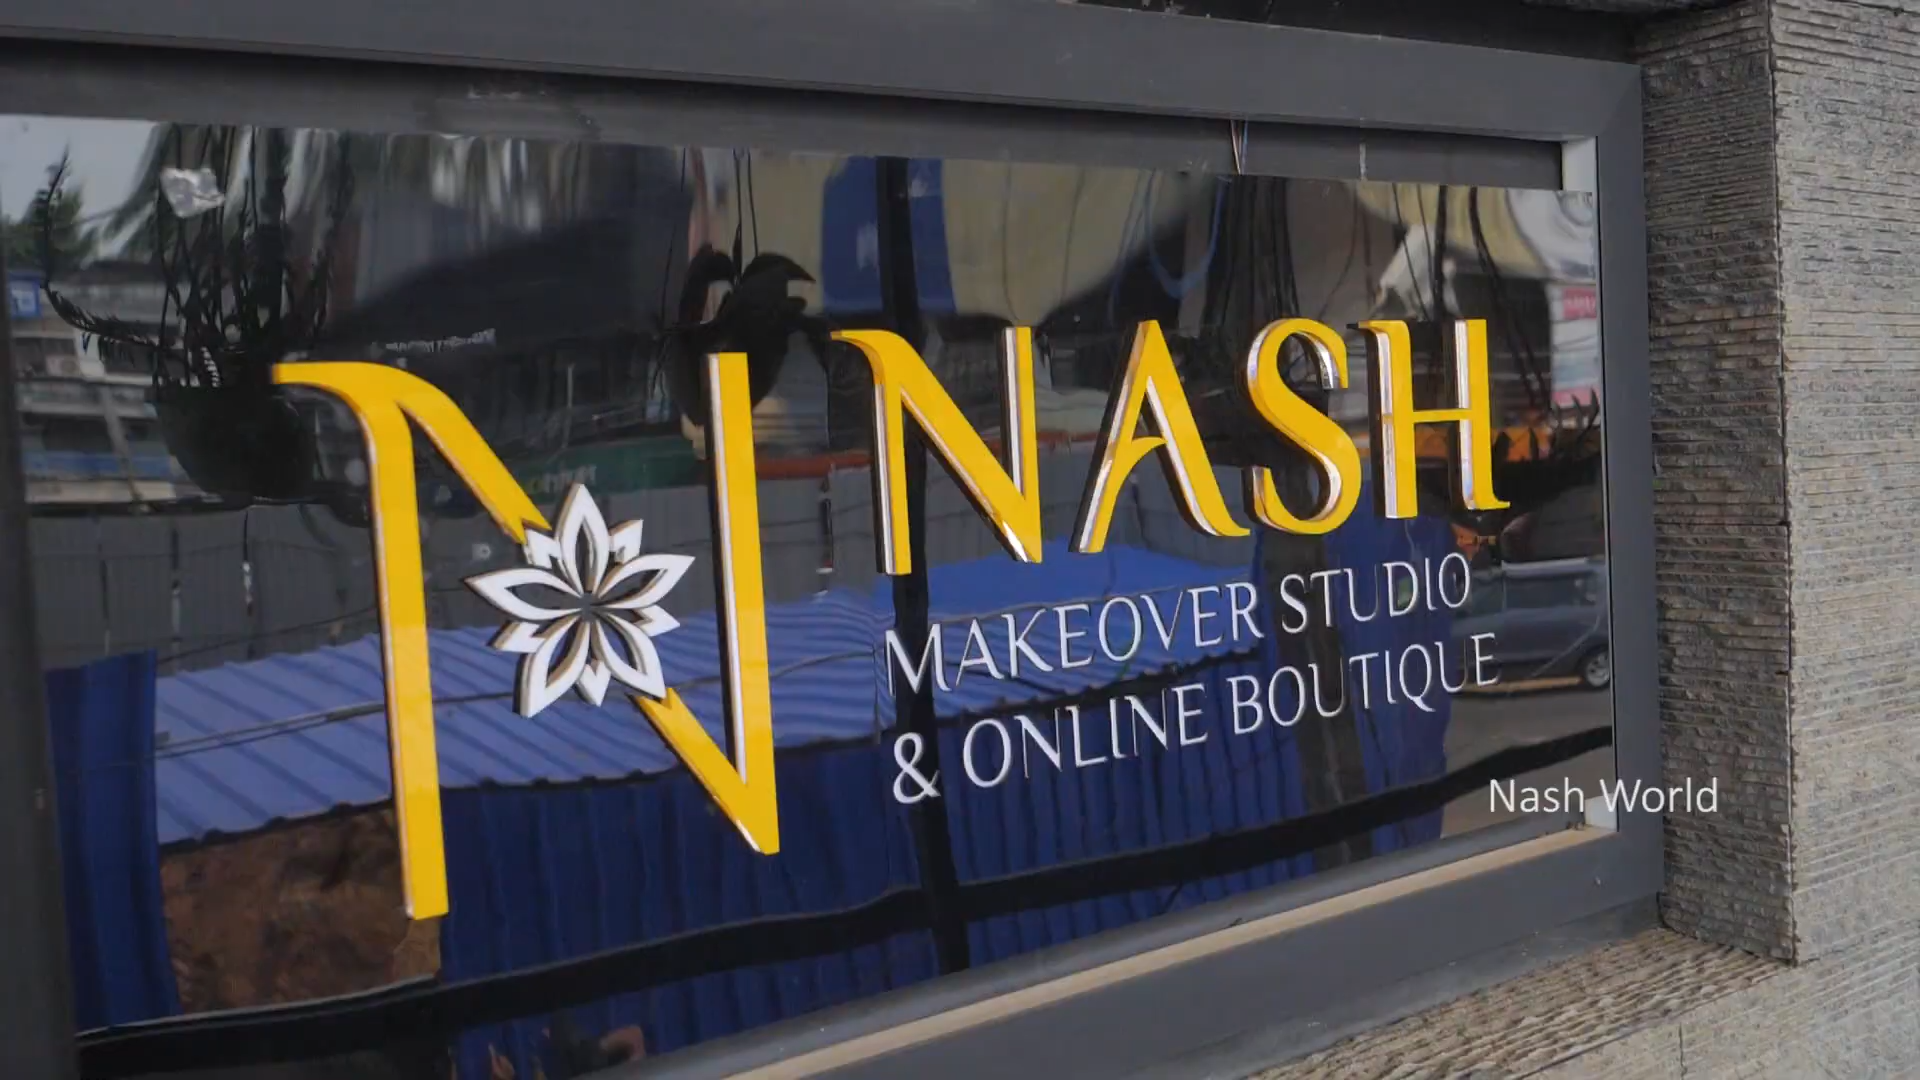 N
NASH
MAKEOVER STUDIO
& ONLINE BOUTIQUE
Nash World